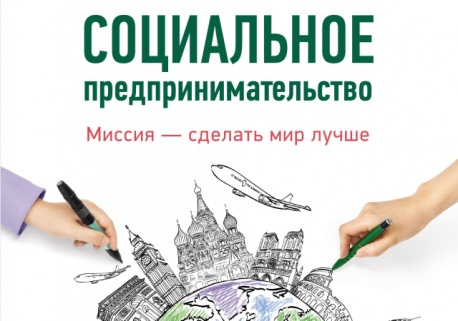 СОЦИАЛЬНОЕ
предпринимательство
Миссия — сделать мир лучше